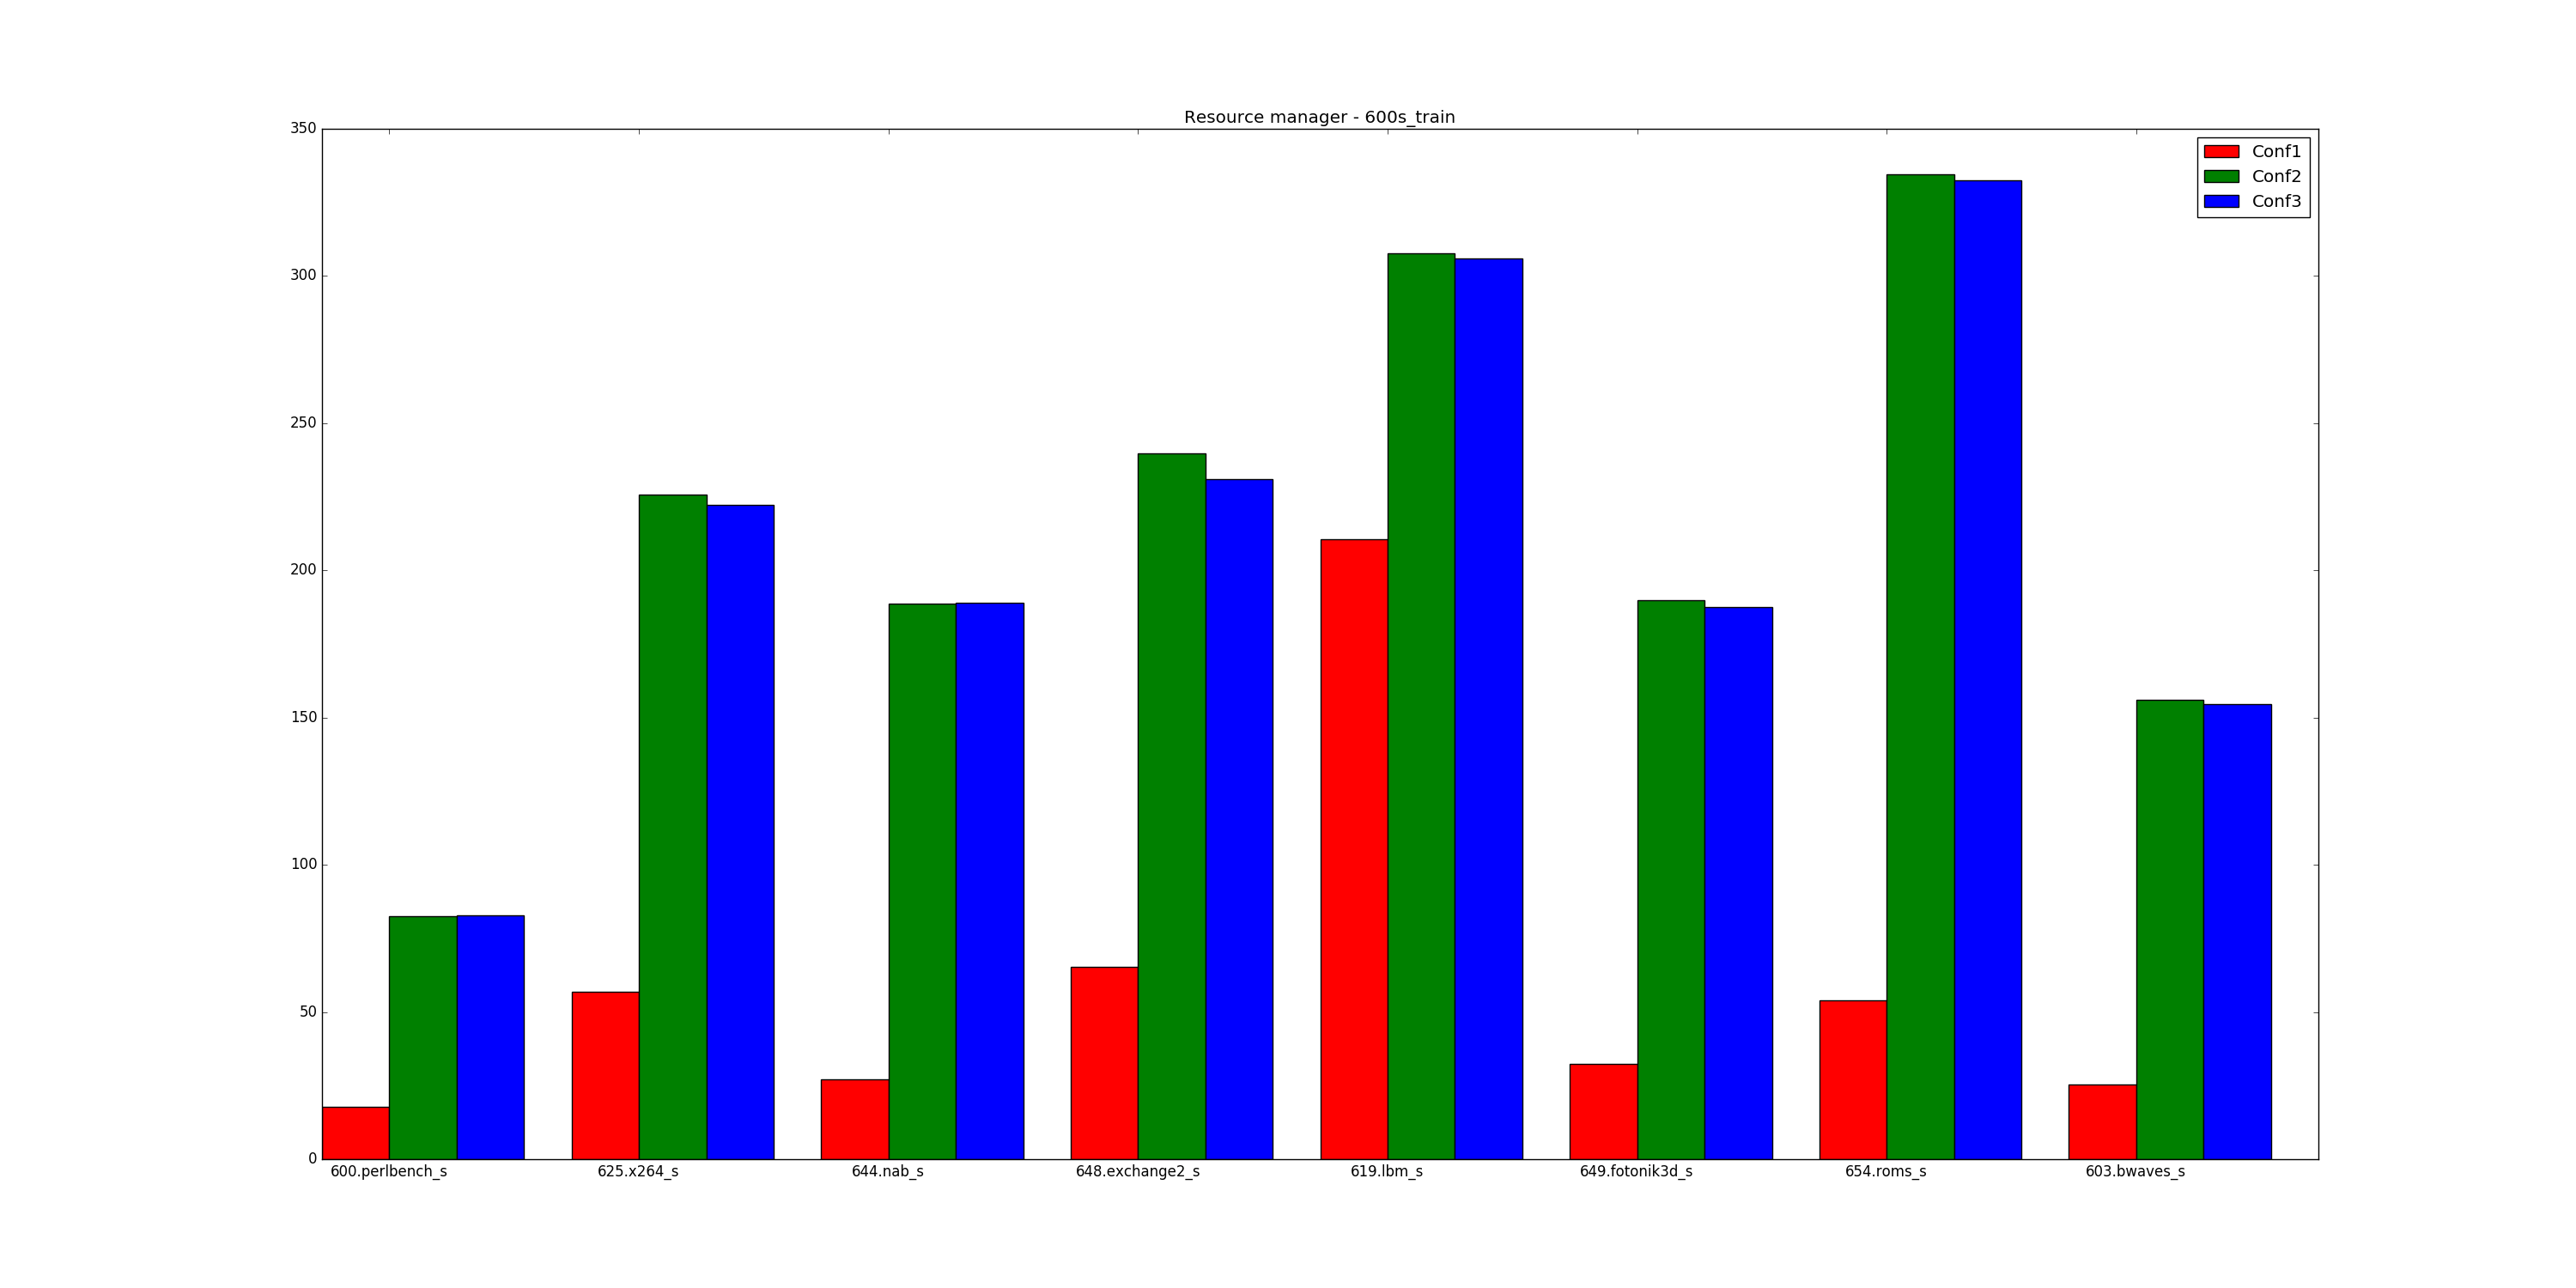 Resource manager - 600s_train
350
300
250
200
150
100
50
0
Conf1
Conf2
Conf3
600.perlbench_s 625.x264_s 644.nab_s 648.exchange2_s 619.lbm_s 649.fotonik3d_s 654.roms_s 603.bwaves_s